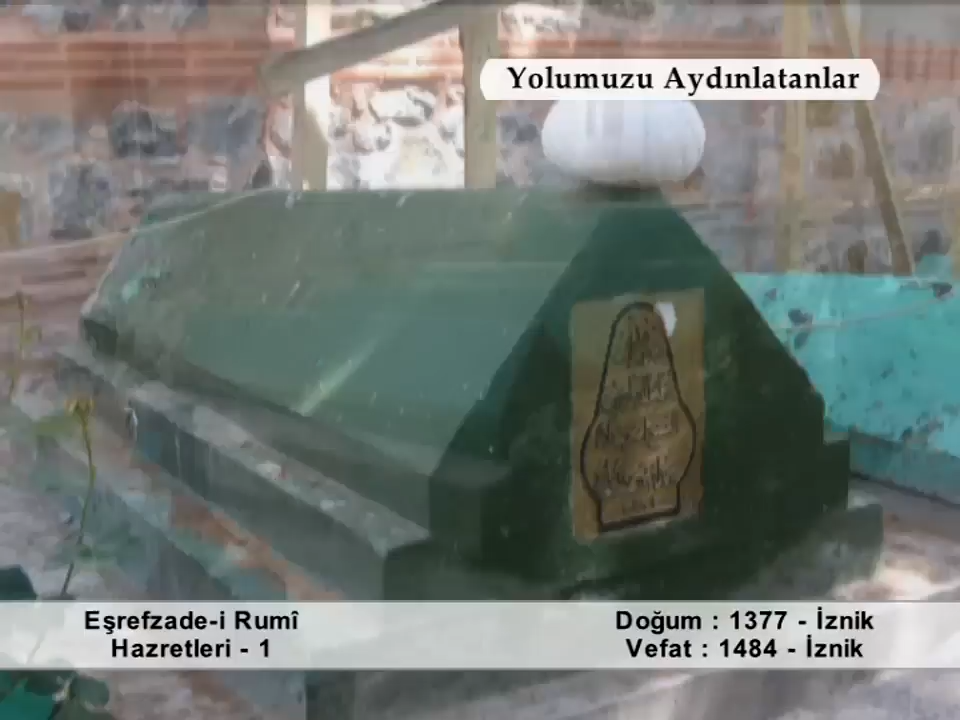 Yolumuzu Aydınlatanlar
Eşrefzade-i Rumî
Hazretleri - 1
Doğum : 1377 - İznik
Vefat : 1484 - İznik